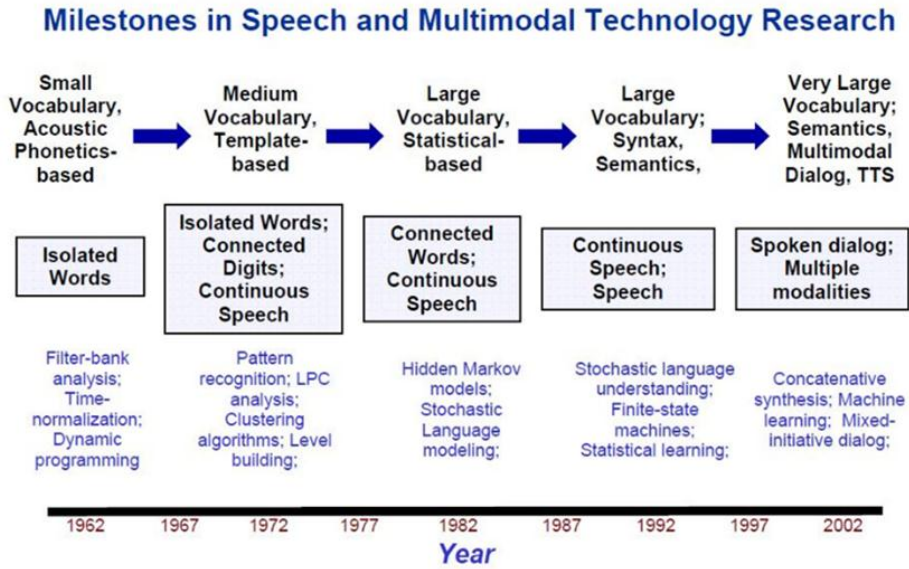 Milestones in Speech and Multimodal Technology Research
Small
Vocabulary,
Acoustic
Phonetics-
based
Medium
Vocabulary,
Template-
based
Large
Vocabulary,
Statistical-
based
Large
Vocabulary;
Syntax,
Semantics,
Very Large
Vocabulary;
Semantics,
Multimodal
Dialog, TTS
Isolated
Words
Isolated Words;
Connected
Digits;
Continuous
Speech
Connected
Words;
Continuous
Speech
Continuous
Speech;
Speech
Spoken dialog;
Multiple
modalities
Filter-bank
analysis;
Time-
normalization;
Dynamic
programming
Pattern
recognition; LPC
analysis;
Clustering
algorithms; Level
building;
Hidden Markov
models;
Stochastic
Language
modeling;
Stochastic language
understanding;
Finite-state
machines;
Statistical learning;
Concatenative
synthesis; Machine
learning; Mixed-
initiative dialog;
1962 1967 1972 1977 1982 1987 1992 1997 2002
Year